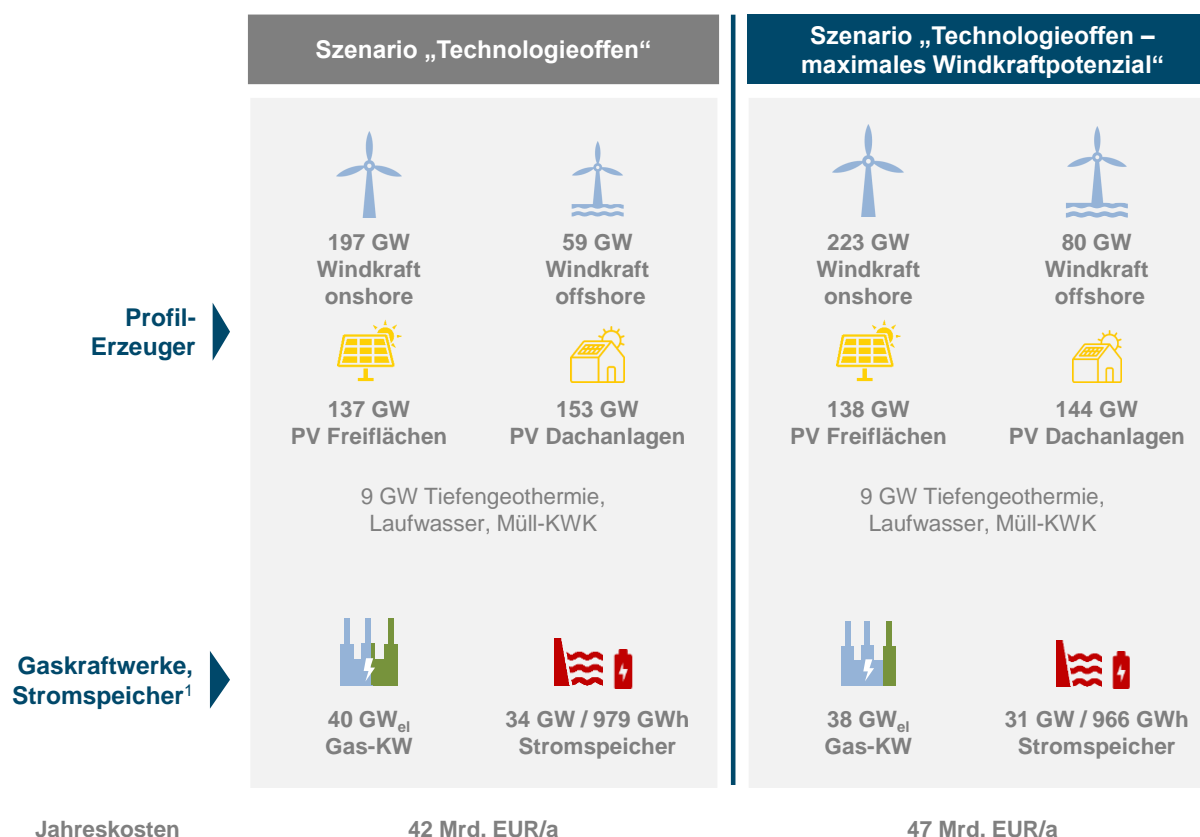 Szenario „Technologieoffen“
Szenario „Technologieoffen –
maximales Windkraftpotenzial“
Profil-
Erzeuger
197 GW
Windkraft
onshore
59 GW
Windkraft
offshore
137 GW
PV Freiflächen
153 GW
PV Dachanlagen
9 GW Tiefengeothermie,
Laufwasser, Müll-KWK
223 GW
Windkraft
onshore
80 GW
Windkraft
offshore
138 GW
PV Freiflächen
144 GW
PV Dachanlagen
9 GW Tiefengeothermie,
Laufwasser, Müll-KWK
Gaskraftwerke,
Stromspeicher¹
40 GWel
Gas-KW
34 GW / 979 GWh
Stromspeicher
38 GWel
Gas-KW
31 GW / 966 GWh
Stromspeicher
Jahreskosten
42 Mrd. EUR/a
47 Mrd. EUR/a